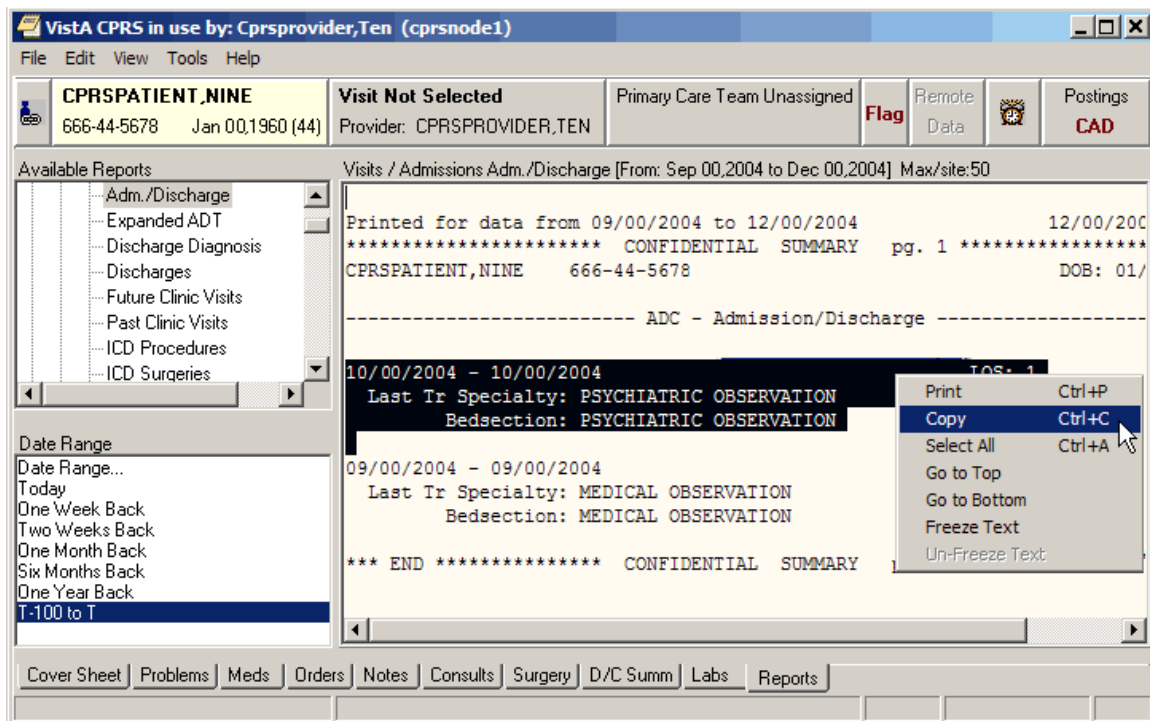 VistA CPRS in use by: Cprsprovider,Ten (cprsnode1)
File Edit View Tools Help
CPRSPATIENT,NINE
666-44-5678 Jan 00,1960 (44)
Visit Not Selected
Provider: CPRSPROVIDER,TEN
Primary Care Team Unassigned
Flag
Remote
Data
Postings
CAD
Available Reports
Adm./Discharge
Expanded ADT
Discharge Diagnosis
Discharges
Future Clinic Visits
Past Clinic Visits
ICD Procedures
ICD Surgeries
Date Range
Date Range...
Today
One Week Back
Two Weeks Back
One Month Back
Six Months Back
One Year Back
T-100 to T
Visits / Admissions Adm./Discharge [From: Sep 00,2004 to Dec 00,2004] Max/site:50
Printed for data from 09/00/2004 to 12/00/2004 12/00/200
*********************** CONFIDENTIAL SUMMARY pg. 1 *****************
CPRSPATIENT,NINE 666-44-5678 DOB: 01/
-------------------------- ADC - Admission/Discharge -------------------
10/00/2004 - 10/00/2004 LOS: 1
Last Tr Specialty: PSYCHIATRIC OBSERVATION
Bedsection: PSYCHIATRIC OBSERVATION
09/00/2004 - 09/00/2004
Last Tr Specialty: MEDICAL OBSERVATION
Bedsection: MEDICAL OBSERVATION
*** END *************** CONFIDENTIAL SUMMARY
Print Ctrl+P
Copy Ctrl+C
Select All Ctrl+A
Go to Top
Go to Bottom
Freeze Text
Un-Freeze Text
Cover Sheet Problems Meds Orders Notes Consults Surgery D/C Summ Labs Reports